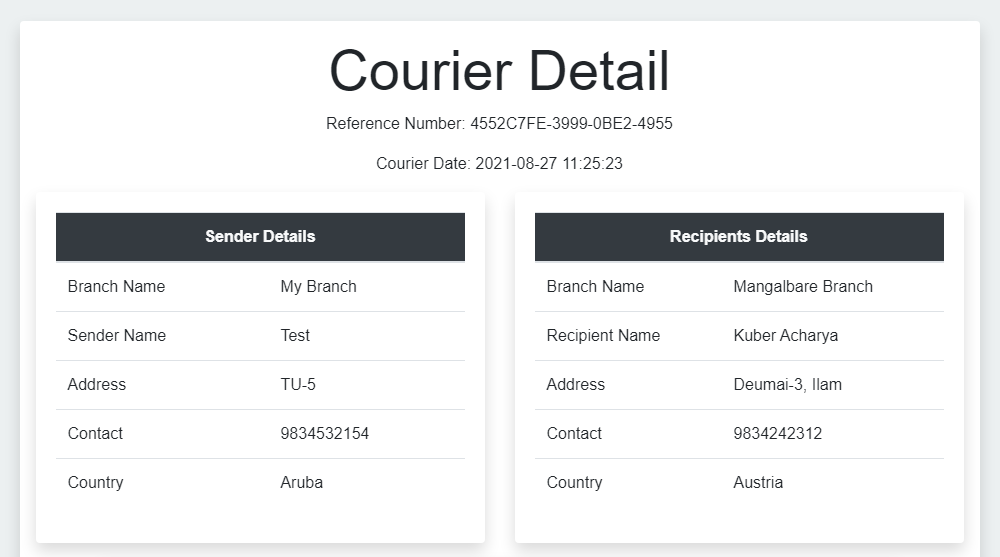 Courier Detail
Reference Number: 4552C7FE-3999-0BE2-4955
Courier Date: 2021-08-27 11:25:23
Sender Details
Branch Name My Branch
Sender Name Test
Address TU-5
Contact 9834532154
Country Aruba
Recipients Details
Branch Name Mangalbare Branch
Recipient Name Kuber Acharya
Address Deumai-3, Ilam
Contact 9834242312
Country Austria